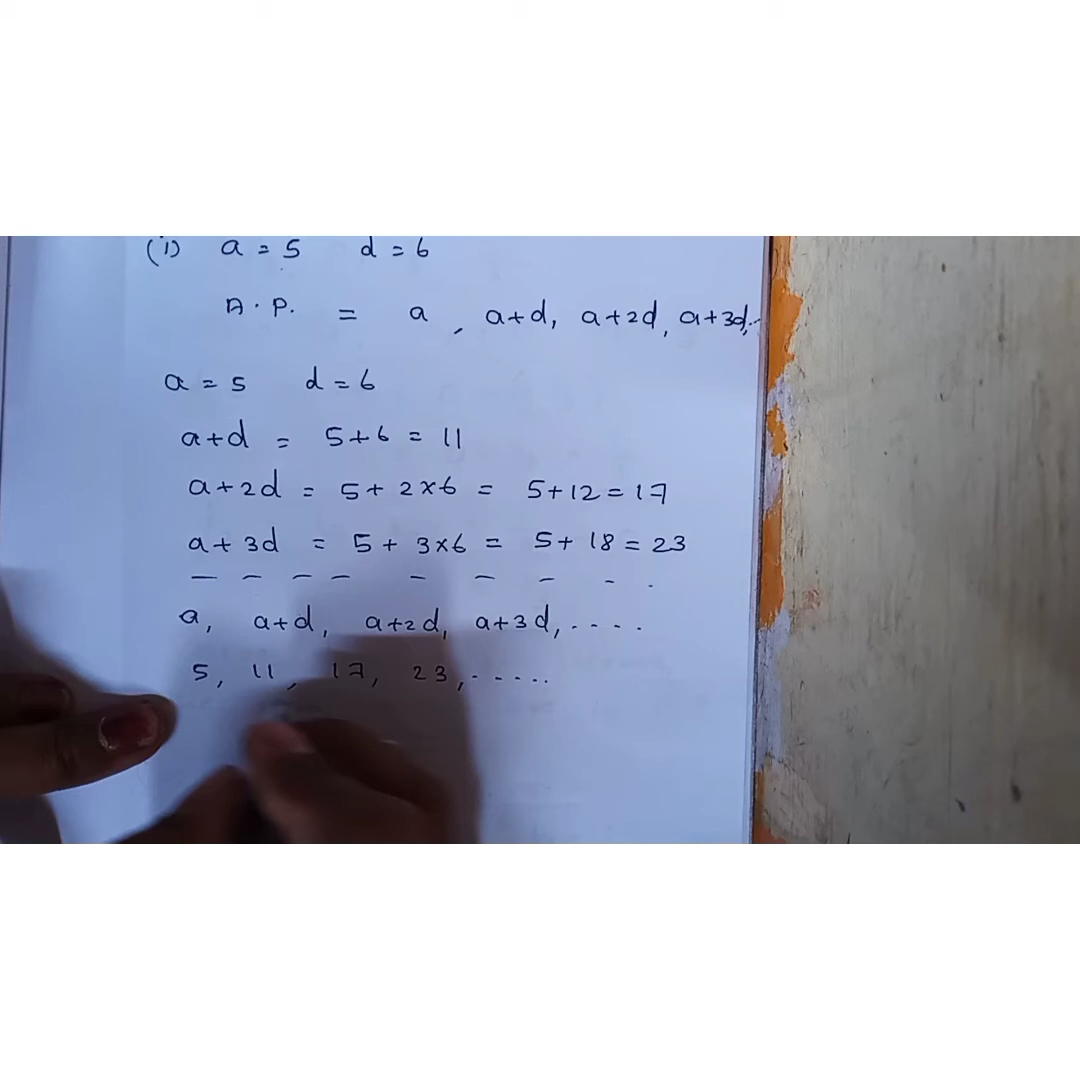 (i) a = 5 d = 6
A.P. = a, a+d, a+2d, a+3d,..
a = 5 d = 6
a+d = 5+6 = 11
a+2d = 5+2×6 = 5+12=17
a+3d = 5+3×6 = 5+18=23
a, a+d, a+2d, a+3d,....
5, 11, 17, 23,.....